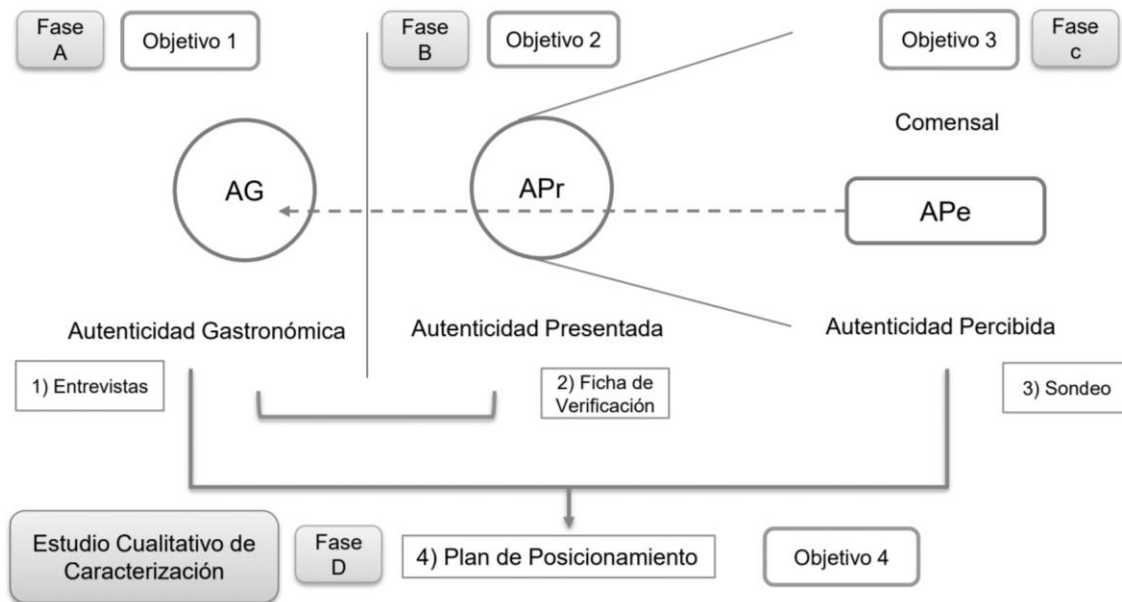 Fase
A
Objetivo 1
Fase
B
Objetivo 2
Objetivo 3
Fase
c
Comensal
AG
APr
APe
Autenticidad Gastronómica
Autenticidad Presentada
Autenticidad Percibida
1) Entrevistas
2) Ficha de
Verificación
3) Sondeo
Estudio Cualitativo de
Caracterización
Fase
D
4) Plan de Posicionamiento
Objetivo 4